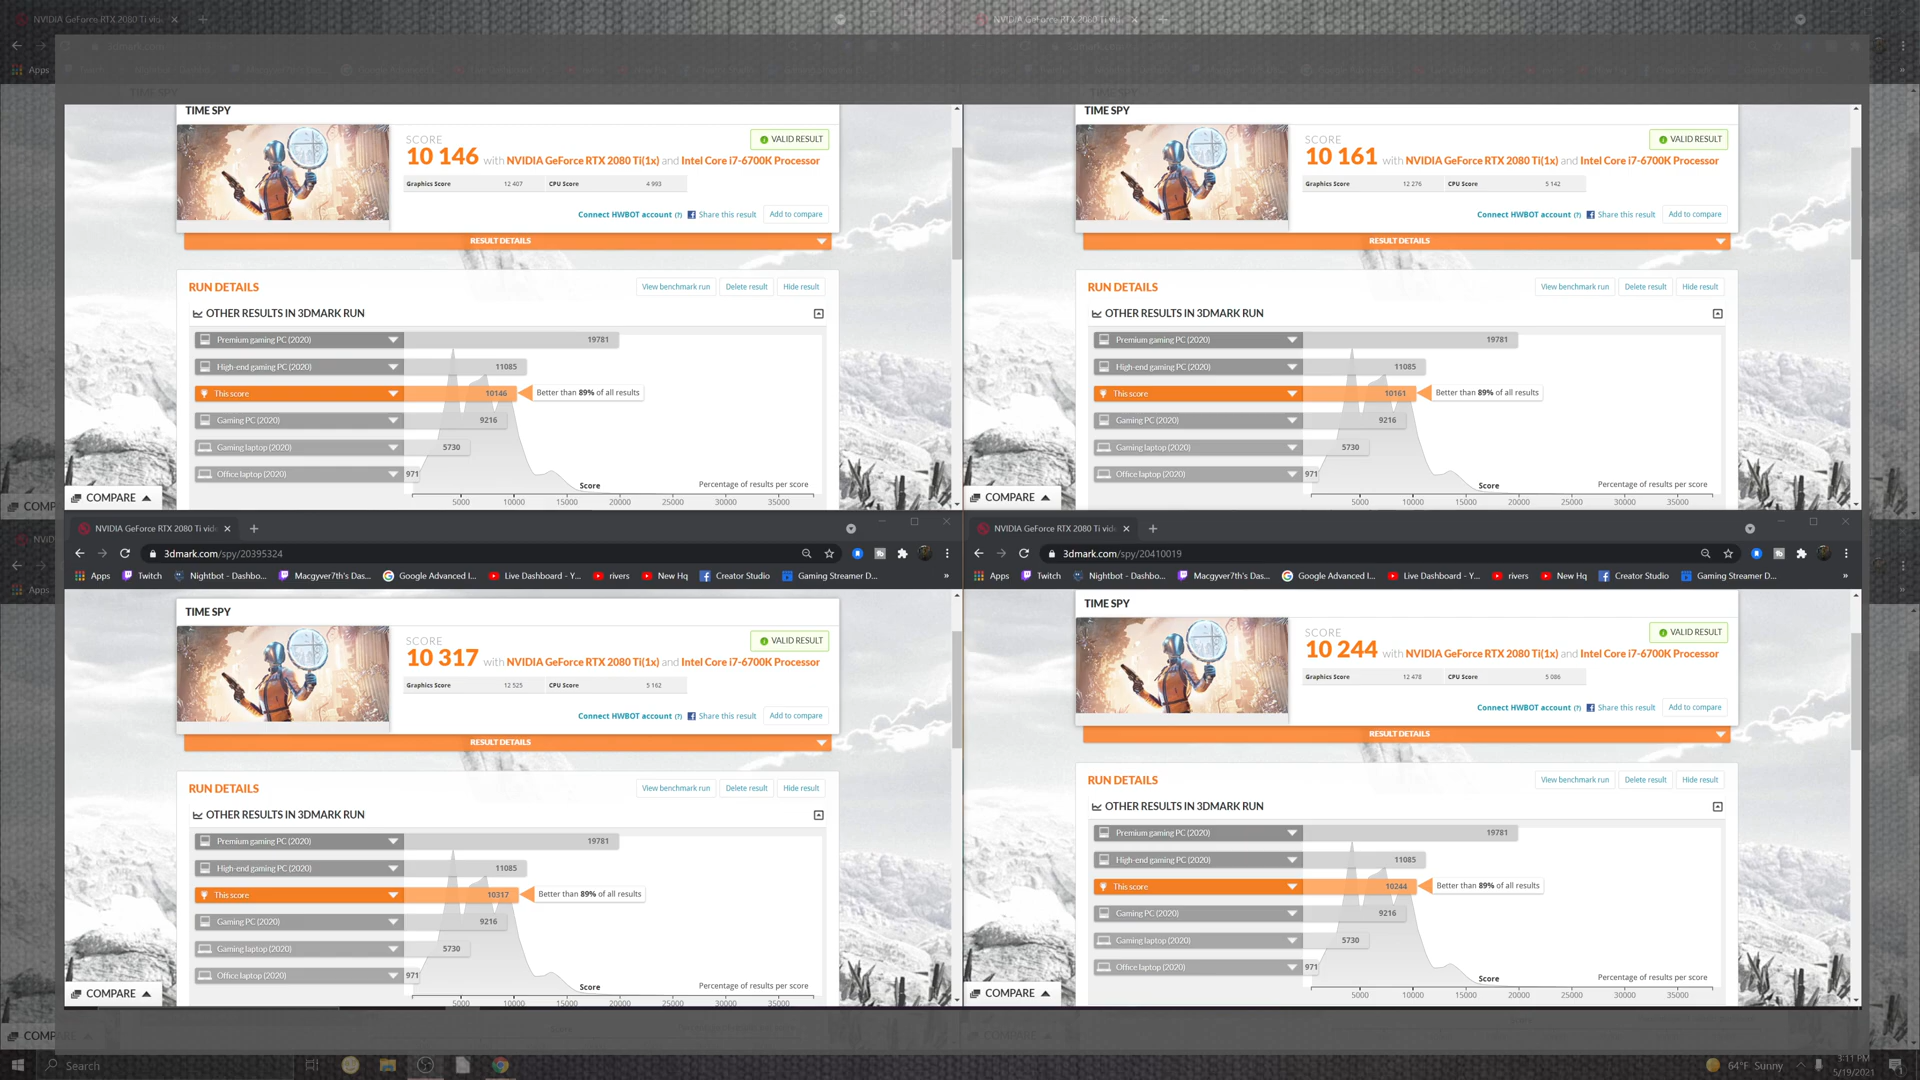 NVIDIA GeForce RTX 2080 Ti vid
NVIDIA GeForce RTX 2080 Ti vid
Apps
TIME SPY
SCORE
VALID RESULT
10 146 with NVIDIA GeForce RTX 2080 Ti(1x) and Intel Core i7-6700K Processor
Graphics Score 12 407 CPU Score 4 993
Connect HWBOT account (?) Share this result Add to compare
RESULT DETAILS
RUN DETAILS View benchmark run Delete result Hide result
OTHER RESULTS IN 3DMARK RUN
Premium gaming PC (2020) 19781
High-end gaming PC (2020) 11085
This score 10146 Better than 89% of all results
Gaming PC (2020) 9216
Gaming laptop (2020) 5730
Office laptop (2020) 971
Score Percentage of results per score
5000 10000 15000 20000 25000 30000 35000
COMPARE
TIME SPY
SCORE
VALID RESULT
10 161 with NVIDIA GeForce RTX 2080 Ti(1x) and Intel Core i7-6700K Processor
Graphics Score 12 276 CPU Score 5 142
Connect HWBOT account (?) Share this result Add to compare
RESULT DETAILS
RUN DETAILS View benchmark run Delete result Hide result
OTHER RESULTS IN 3DMARK RUN
Premium gaming PC (2020) 19781
High-end gaming PC (2020) 11085
This score 10161 Better than 89% of all results
Gaming PC (2020) 9216
Gaming laptop (2020) 5730
Office laptop (2020) 971
Score Percentage of results per score
5000 10000 15000 20000 25000 30000 35000
COMPARE
NVIDIA GeForce RTX 2080 Ti vid
3dmark.com/spy/20395324
Apps Twitch Nightbot - Dashbo... Macgyver7th's Das... Google Advanced I... Live Dashboard - Y... rivers New Hq Creator Studio Gaming Streamer D... »
TIME SPY
SCORE
VALID RESULT
10 317 with NVIDIA GeForce RTX 2080 Ti(1x) and Intel Core i7-6700K Processor
Graphics Score 12 525 CPU Score 5 162
Connect HWBOT account (?) Share this result Add to compare
RESULT DETAILS
RUN DETAILS View benchmark run Delete result Hide result
OTHER RESULTS IN 3DMARK RUN
Premium gaming PC (2020) 19781
High-end gaming PC (2020) 11085
This score 10317 Better than 89% of all results
Gaming PC (2020) 9216
Gaming laptop (2020) 5730
Office laptop (2020) 971
Score Percentage of results per score
5000 10000 15000 20000 25000 30000 35000
COMPARE
NVIDIA GeForce RTX 2080 Ti vid
3dmark.com/spy/20410019
Apps Twitch Nightbot - Dashbo... Macgyver7th's Das... Google Advanced I... Live Dashboard - Y... rivers New Hq Creator Studio Gaming Streamer D... »
TIME SPY
SCORE
VALID RESULT
10 244 with NVIDIA GeForce RTX 2080 Ti(1x) and Intel Core i7-6700K Processor
Graphics Score 12 478 CPU Score 5 086
Connect HWBOT account (?) Share this result Add to compare
RESULT DETAILS
RUN DETAILS View benchmark run Delete result Hide result
OTHER RESULTS IN 3DMARK RUN
Premium gaming PC (2020) 19781
High-end gaming PC (2020) 11085
This score 10244 Better than 89% of all results
Gaming PC (2020) 9216
Gaming laptop (2020) 5730
Office laptop (2020) 971
Score Percentage of results per score
5000 10000 15000 20000 25000 30000 35000
COMPARE
Search
64°F Sunny
3:11 PM
5/19/2021